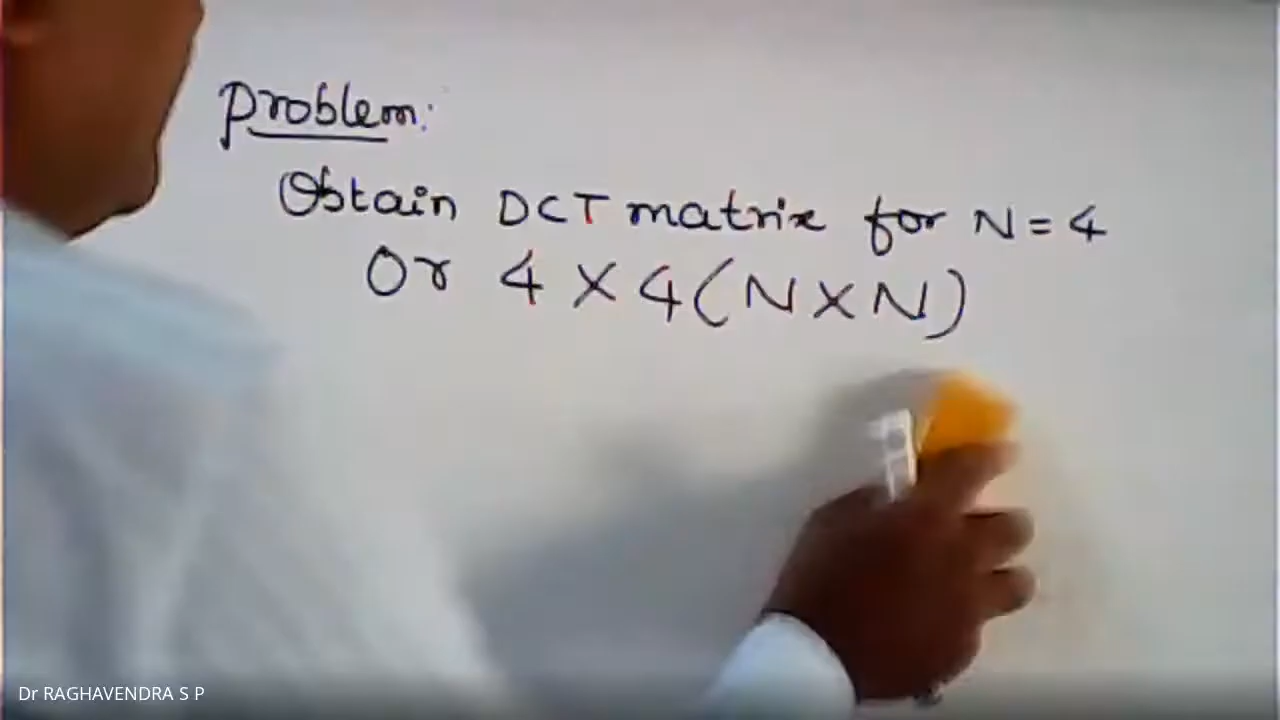 Problem:
Obtain DCT matrix for N = 4
Or 4 × 4 (N × N)
Dr RAGHAVENDRA S P